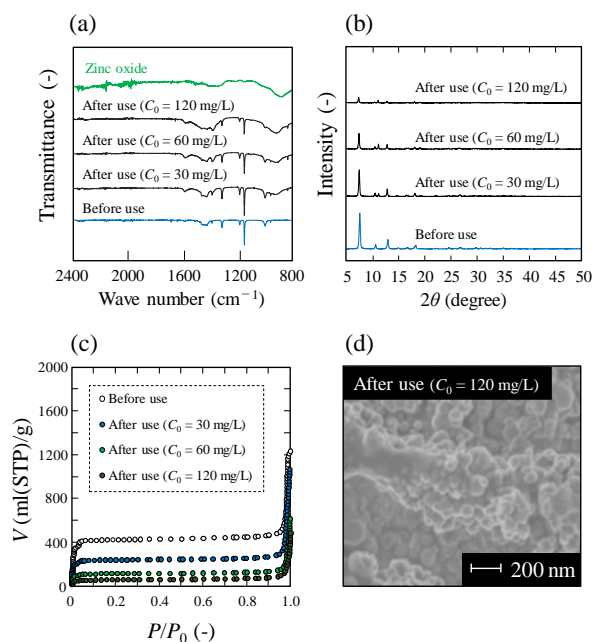 (a)
Transmittance (-)
Zinc oxide
After use (C₀ = 120 mg/L)
After use (C₀ = 60 mg/L)
After use (C₀ = 30 mg/L)
Before use
2400 2000 1600 1200 800
Wave number (cm⁻¹)
(b)
Intensity (-)
After use (C₀ = 120 mg/L)
After use (C₀ = 60 mg/L)
After use (C₀ = 30 mg/L)
Before use
5 10 15 20 25 30 35 40 45 50
2θ (degree)
(c)
V (ml(STP)/g)
2000
1600
1200
800
400
0
Before use
After use (C₀ = 30 mg/L)
After use (C₀ = 60 mg/L)
After use (C₀ = 120 mg/L)
0 0.2 0.4 0.6 0.8 1.0
P/P₀ (-)
(d)
After use (C₀ = 120 mg/L)
200 nm